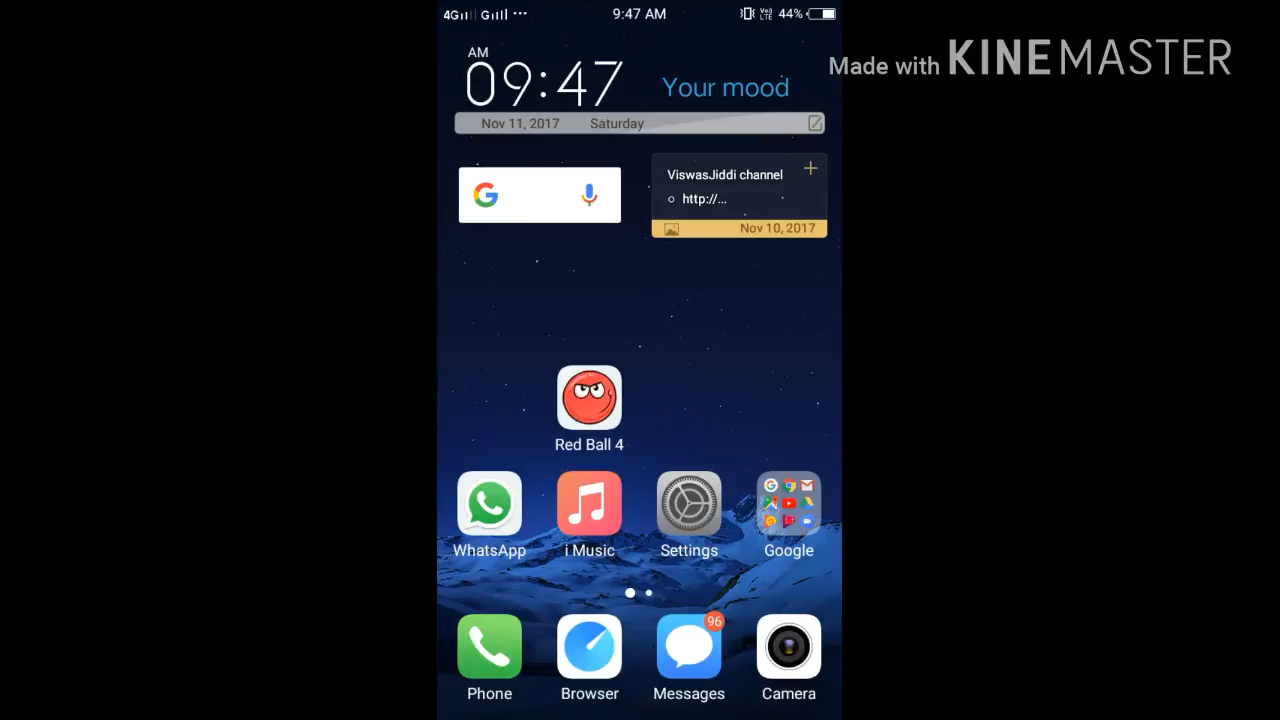 4G G ... 9:47 AM VoLTE 44%
Made with KINEMASTER
AM
09:47 Your mood
Nov 11, 2017 Saturday
ViswasJiddi channel
http://...
Nov 10, 2017
Red Ball 4
WhatsApp i Music Settings Google
96
Phone Browser Messages Camera